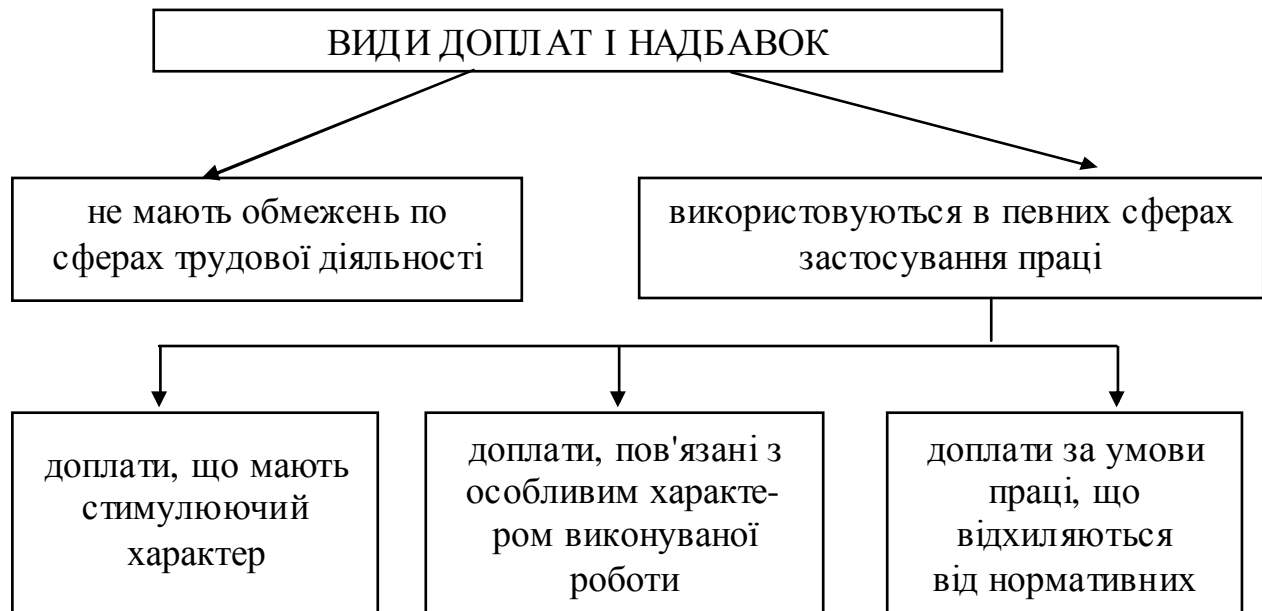 ВИДИ ДОПЛАТ І НАДБАВОК
не мають обмежень по
сферах трудової діяльності
використовуються в певних сферах
застосування праці
доплати, що мають
стимулюючий
характер
доплати, пов'язані з
особливим характе-
ром виконуваної
роботи
доплати за умови
праці, що
відхиляються
від нормативних